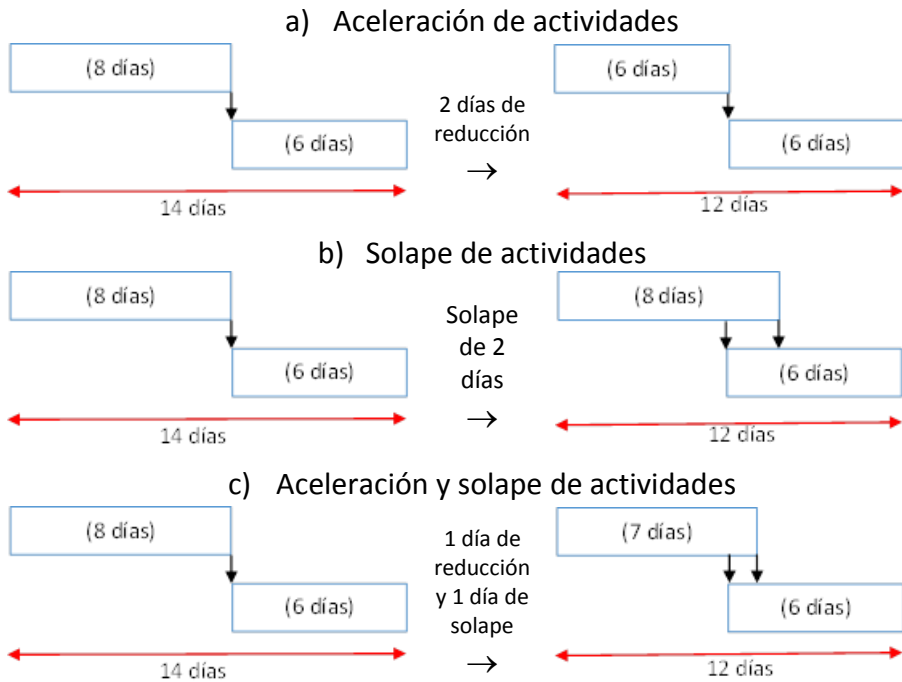 a) Aceleración de actividades
(8 días)
(6 días)
14 días
2 días de
reducción
→
(6 días)
(6 días)
12 días
b) Solape de actividades
(8 días)
(6 días)
14 días
Solape
de 2
días
→
(8 días)
(6 días)
12 días
c) Aceleración y solape de actividades
(8 días)
(6 días)
14 días
1 día de
reducción
y 1 día de
solape
→
(7 días)
(6 días)
12 días